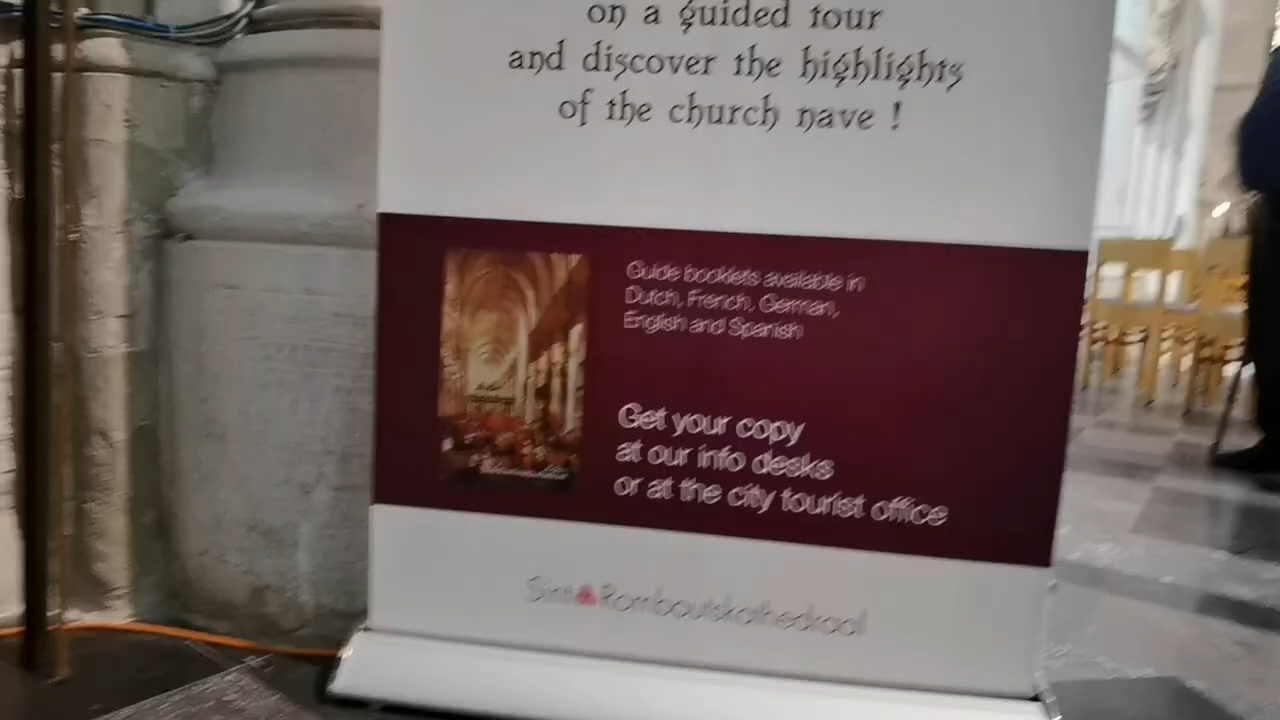 on a guided tour
and discover the highlights
of the church nave !
Guide booklets available in
Dutch, French, German,
English and Spanish
Get your copy
at our info desks
or at the city tourist office
Sint Romboutskathedraal